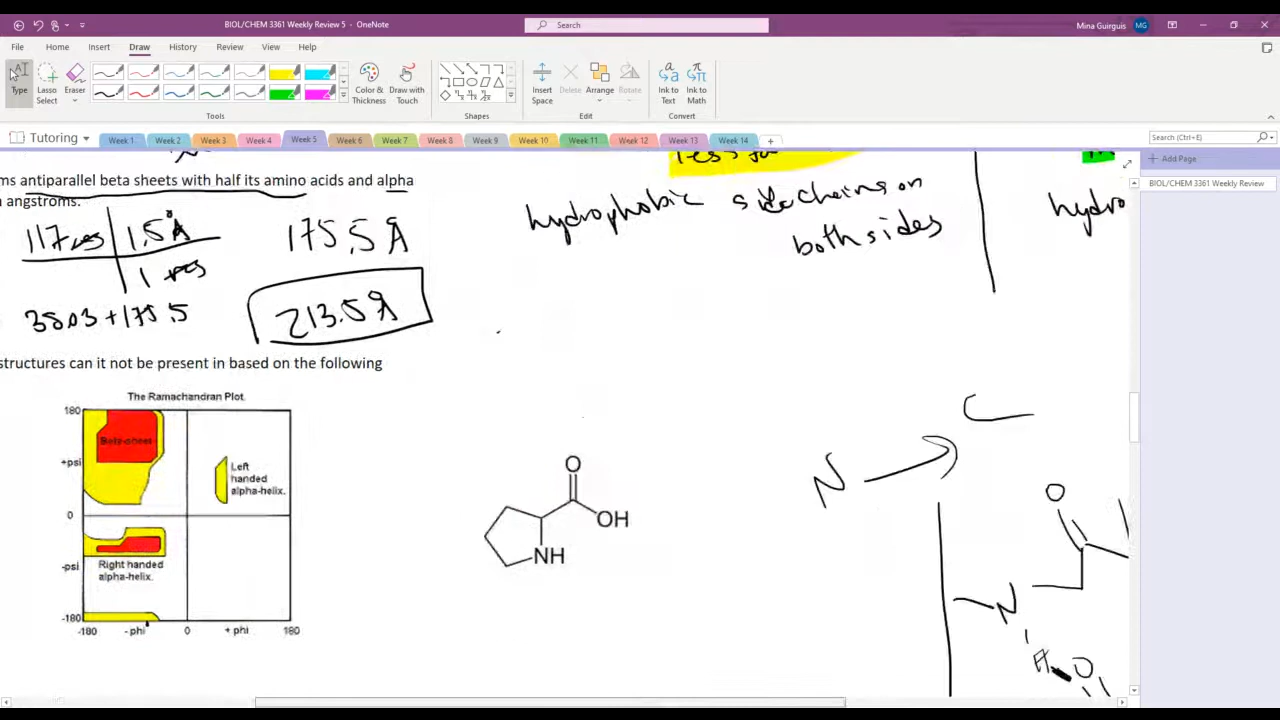 BIOL/CHEM 3361 Weekly Review 5 - OneNote
Search
Mina Guirguis
MG
File Home Insert Draw History Review View Help
Type
Lasso Select
Eraser
Color & Thickness
Draw with Touch
Insert Space
Delete
Arrange
Rotate
Ink to Text
Ink to Math
Tools
Shapes
Edit
Convert
Tutoring
Week 1 Week 2 Week 3 Week 4 Week 5 Week 6 Week 7 Week 8 Week 9 Week 10 Week 11 Week 12 Week 13 Week 14
Search (Ctrl+E)
Add Page
BIOL/CHEM 3361 Weekly Review
ms antiparallel beta sheets with half its amino acids and alpha
angstroms.
117 res 1.5Å
1 res
175.5 Å
38.03 + 175.5
213.5Å
hydrophobic side chains on
both sides
hydro
structures can it not be present in based on the following
The Ramachandran Plot.
180
+psi
0
-psi
-180
Beta-sheet
Left handed alpha-helix.
Right handed alpha-helix.
-180 - phi 0 + phi 180
O
OH
NH
N
C
O
N
H
O